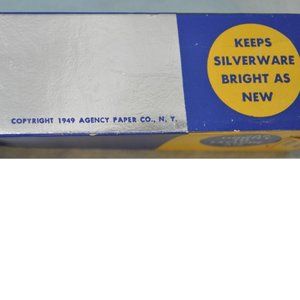 KEEPS
SILVERWARE
BRIGHT AS
NEW
COPYRIGHT 1949 AGENCY PAPER CO., N. Y.